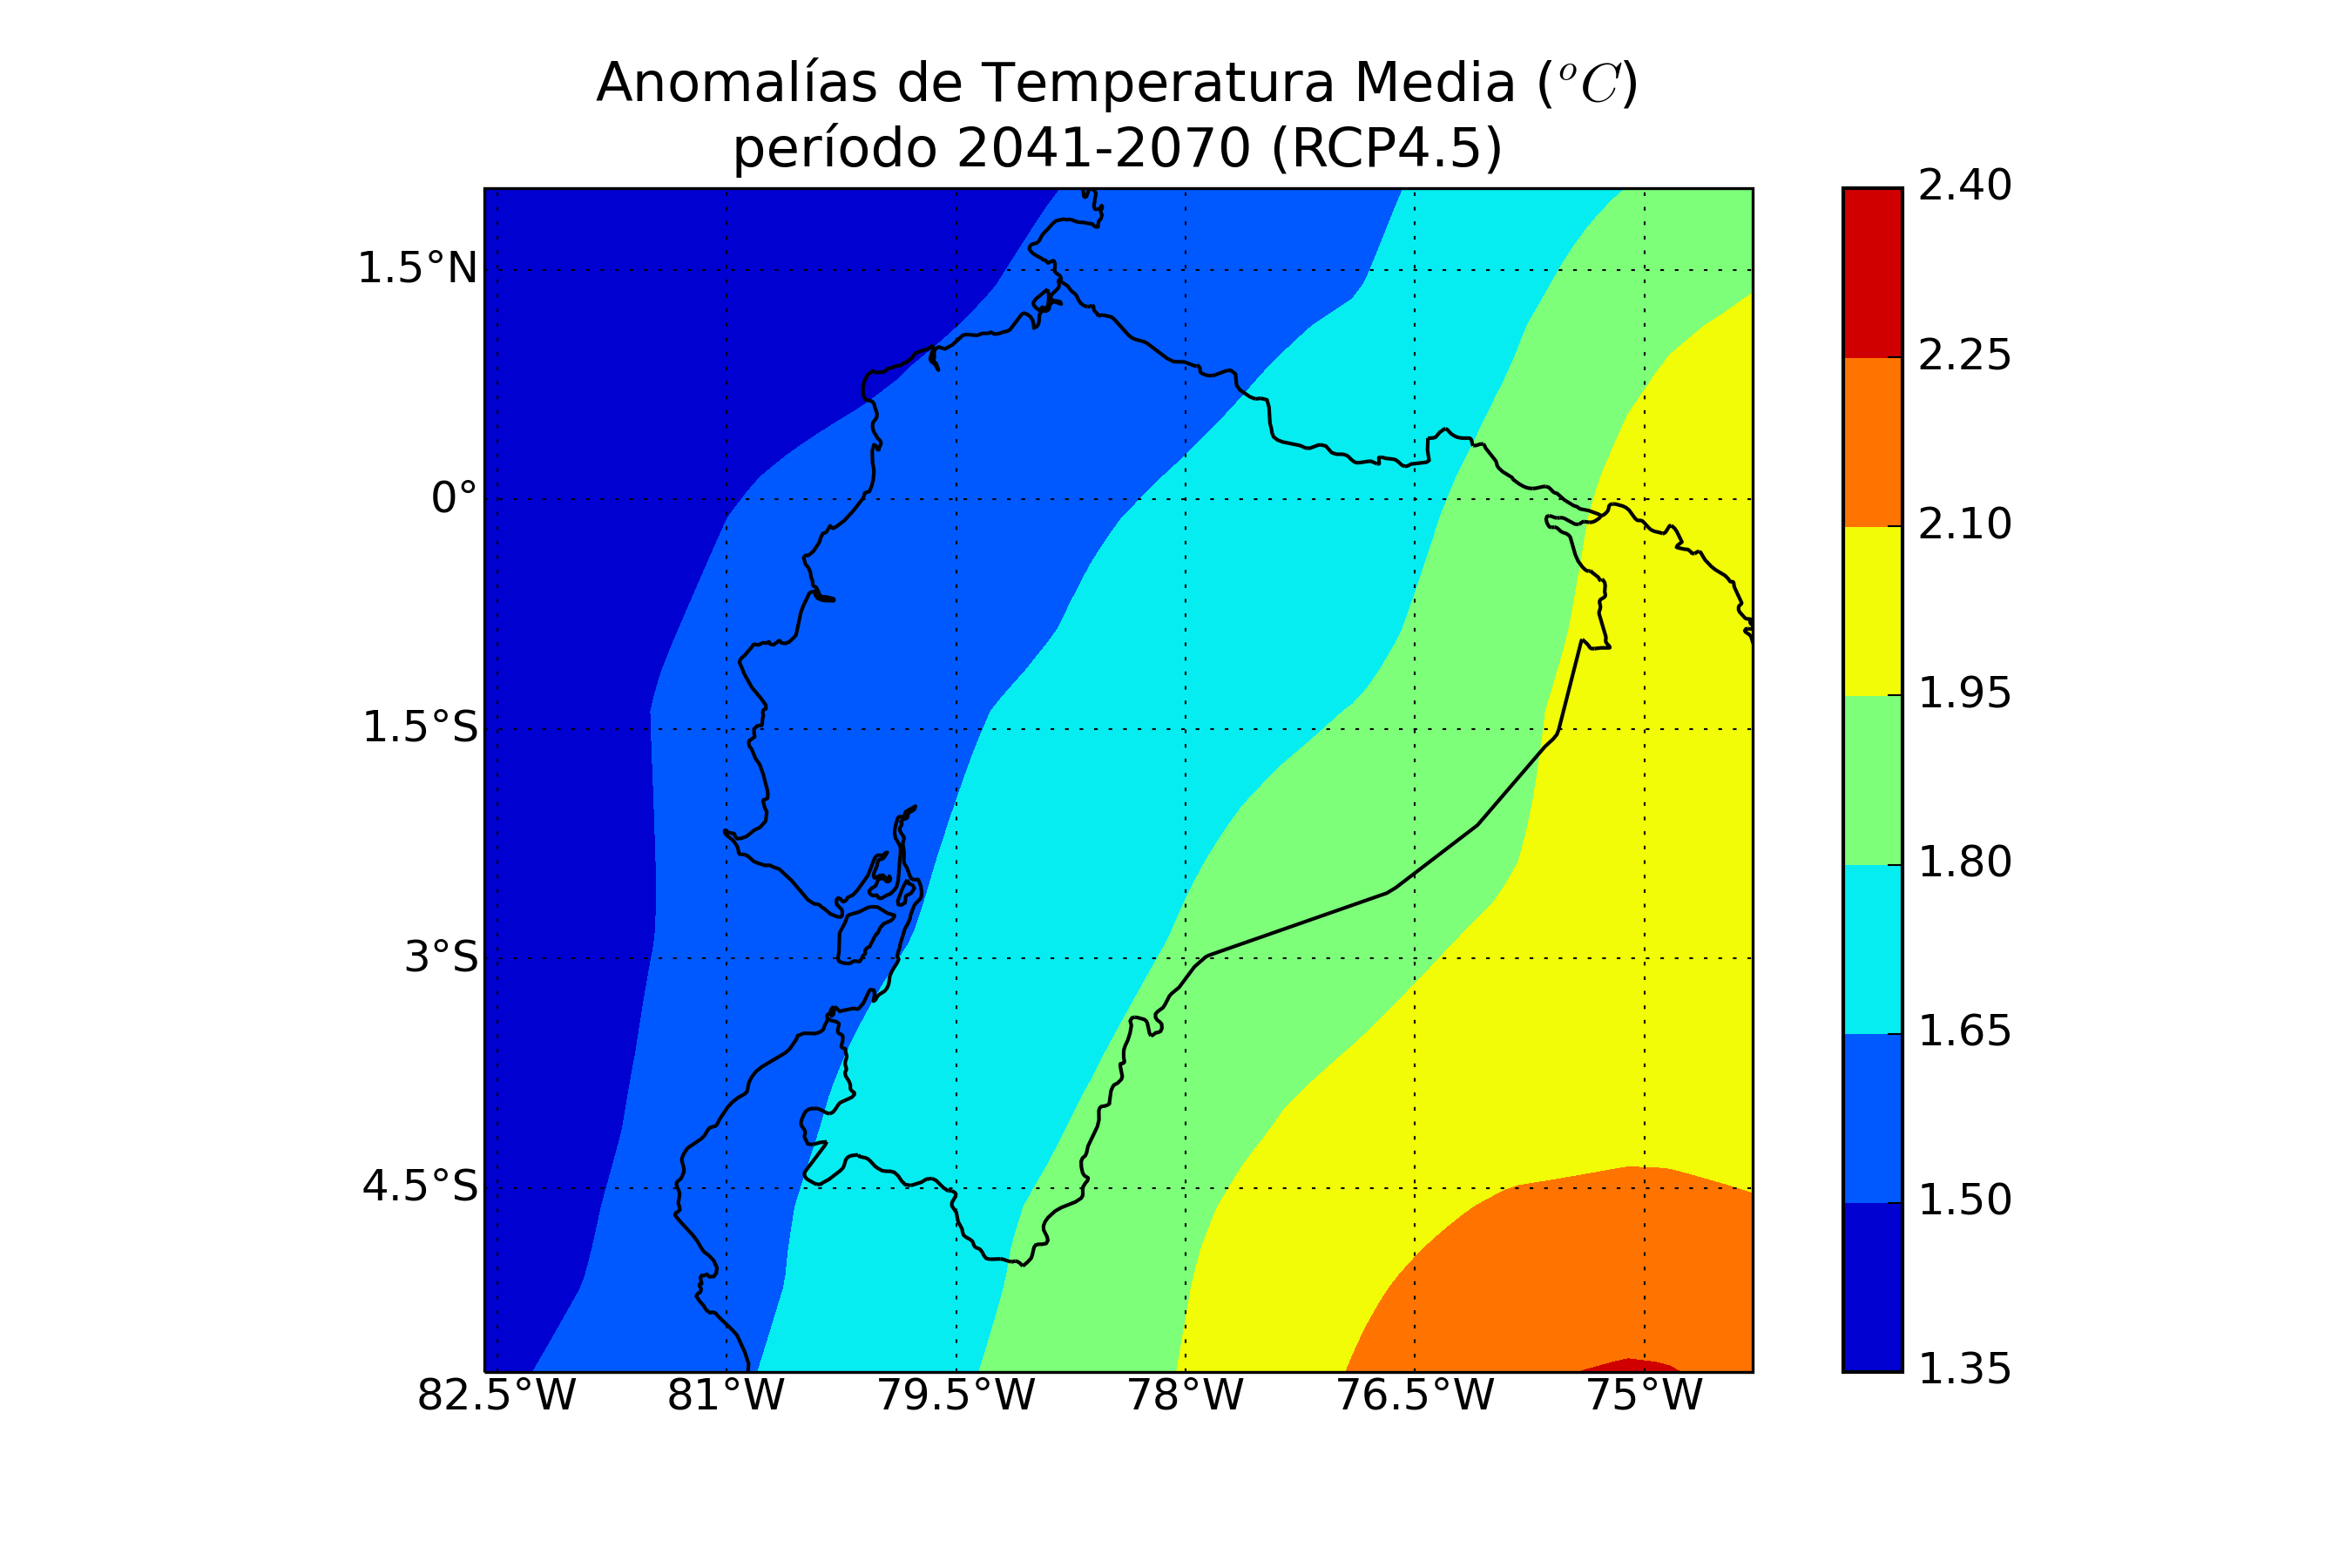 Anomalías de Temperatura Media (°C)
período 2041-2070 (RCP4.5)
1.5°N
0°
1.5°S
3°S
4.5°S
82.5°W 81°W 79.5°W 78°W 76.5°W 75°W
2.40
2.25
2.10
1.95
1.80
1.65
1.50
1.35